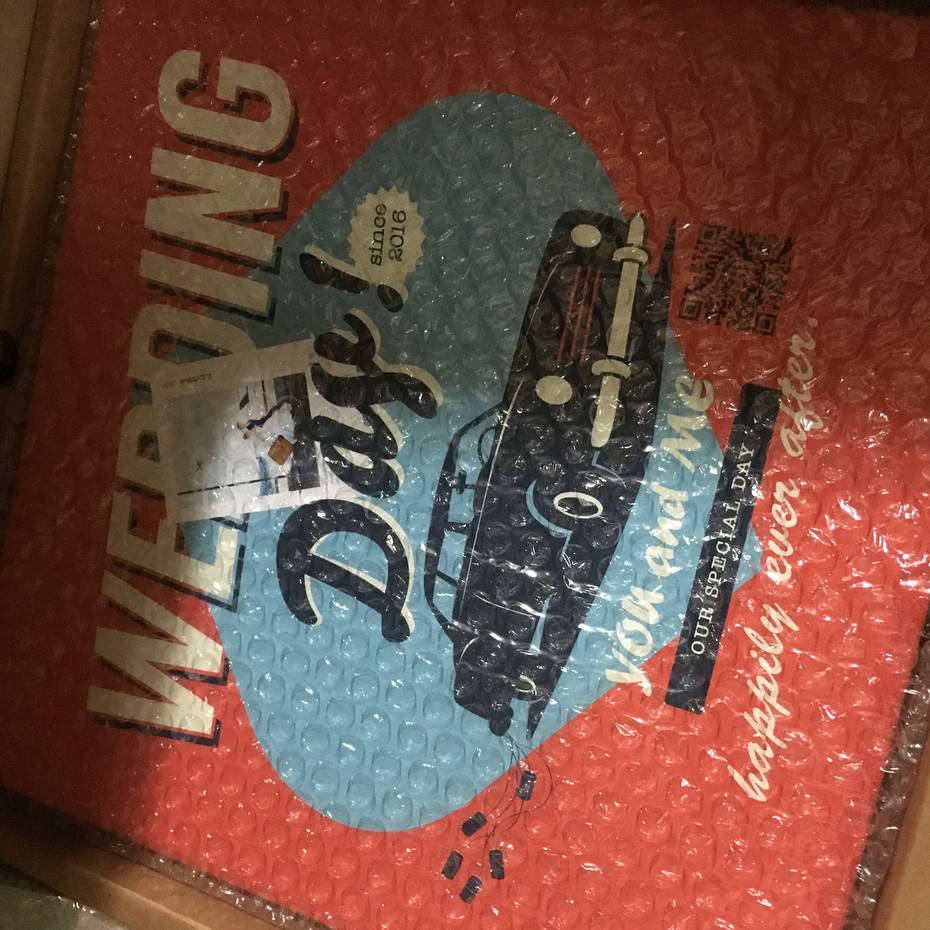 WEDDING
Day!
since
2016
you and Me
OUR SPECIAL DAY
happily ever after.